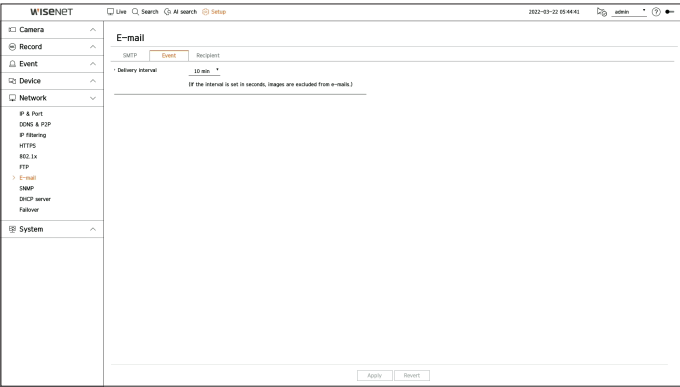 WISENET
Live Search AI search Setup
2022-03-22 05:44:41 admin ?
Camera
Record
Event
Device
Network
IP & Port
DDNS & P2P
IP filtering
HTTPS
802.1x
FTP
> E-mail
SNMP
DHCP server
Failover
System
E-mail
SMTP Event Recipient
Delivery interval 10 min
(If the interval is set in seconds, images are excluded from e-mails.)
Apply Revert